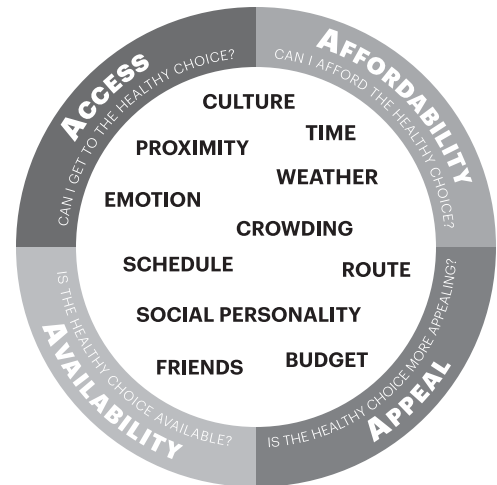 ACCESS
CAN I GET TO THE HEALTHY CHOICE?
AFFORDABILITY
CAN I AFFORD THE HEALTHY CHOICE?
CULTURE
TIME
PROXIMITY
WEATHER
EMOTION
CROWDING
SCHEDULE
ROUTE
SOCIAL PERSONALITY
FRIENDS
BUDGET
IS THE HEALTHY CHOICE AVAILABLE?
AVAILABILITY
IS THE HEALTHY CHOICE MORE APPEALING?
APPEAL